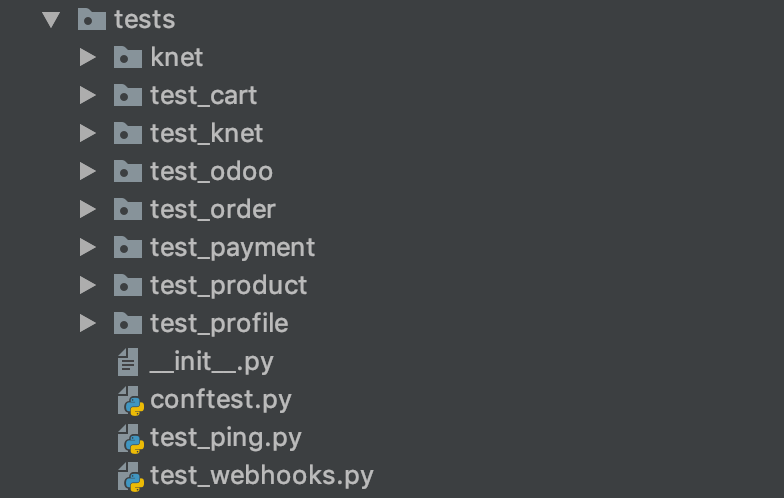 tests
knet
test_cart
test_knet
test_odoo
test_order
test_payment
test_product
test_profile
__init__.py
conftest.py
test_ping.py
test_webhooks.py